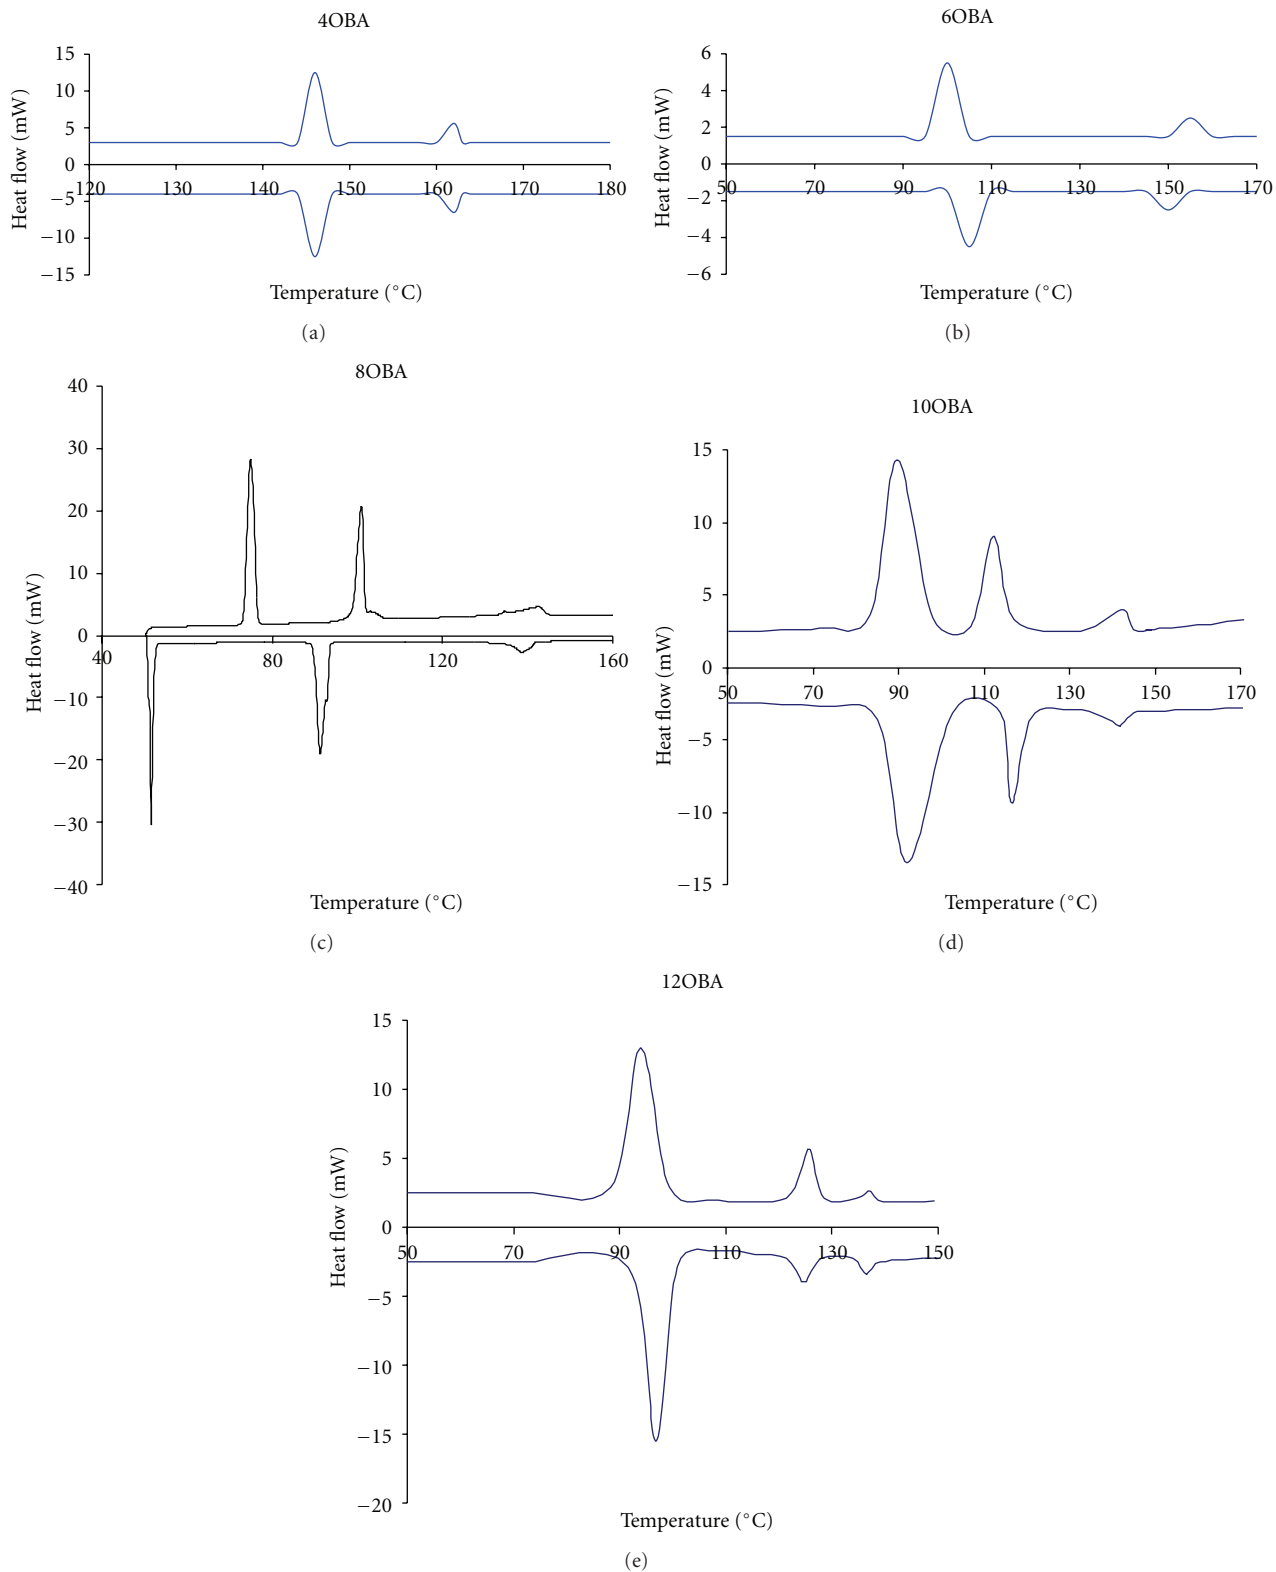 4OBA
15
10
5
0
−5
−10
−15
120 130 140 150 160 170 180
Heat flow (mW)
Temperature (°C)
(a)
6OBA
6
4
2
0
−2
−4
−6
50 70 90 110 130 150 170
Heat flow (mW)
Temperature (°C)
(b)
8OBA
40
30
20
10
0
−10
−20
−30
−40
40 80 120 160
Heat flow (mW)
Temperature (°C)
(c)
10OBA
15
10
5
0
−5
−10
−15
50 70 90 110 130 150 170
Heat flow (mW)
Temperature (°C)
(d)
12OBA
15
10
5
0
−5
−10
−15
−20
50 70 90 110 130 150
Heat flow (mW)
Temperature (°C)
(e)